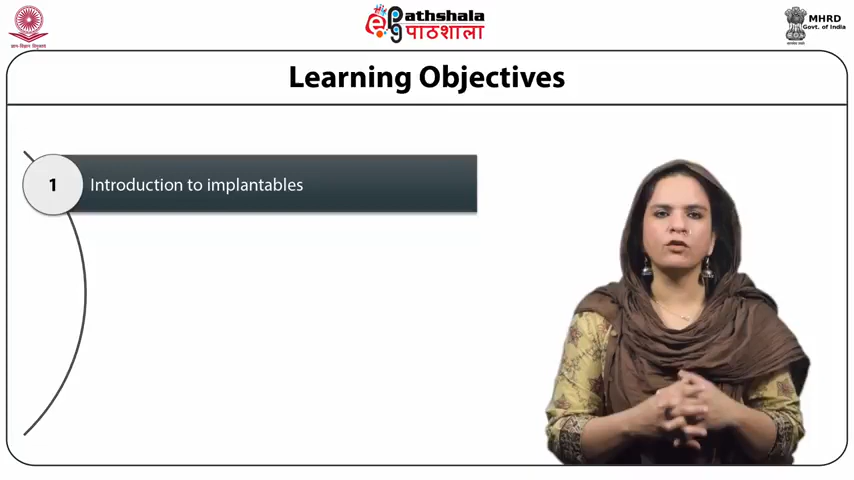 ePathshala
पाठशाला
MHRD
Govt. of India
Learning Objectives
1
Introduction to implantables